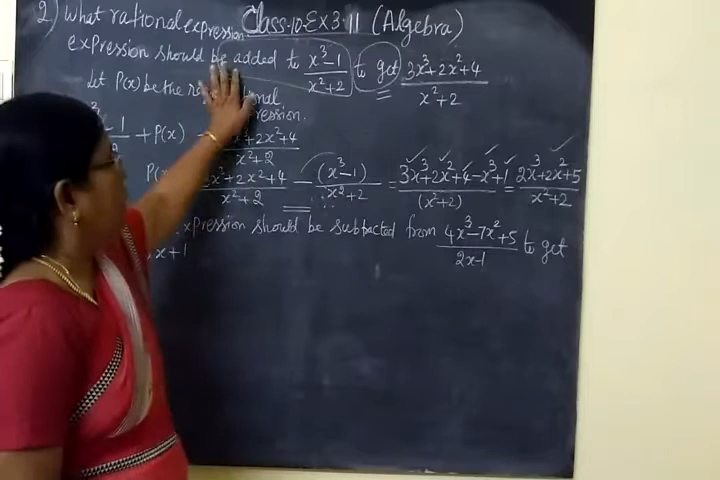 Class-10-EX 3.11 (Algebra)
2) What rational expression
expression should be added to x³-1/x²+2 to get 3x³+2x²+4/x²+2
Let P(x) be the
-1 + P(x) +2x²+4/x²+2
+2x²+4/x²+2 - (x³-1)/x²+2 = 3x³+2x²+4-x³+1/(x²+2) = 2x³+2x²+5/x²+2
expression should be subtracted from 4x³-7x²+5/2x-1 to get
x+1